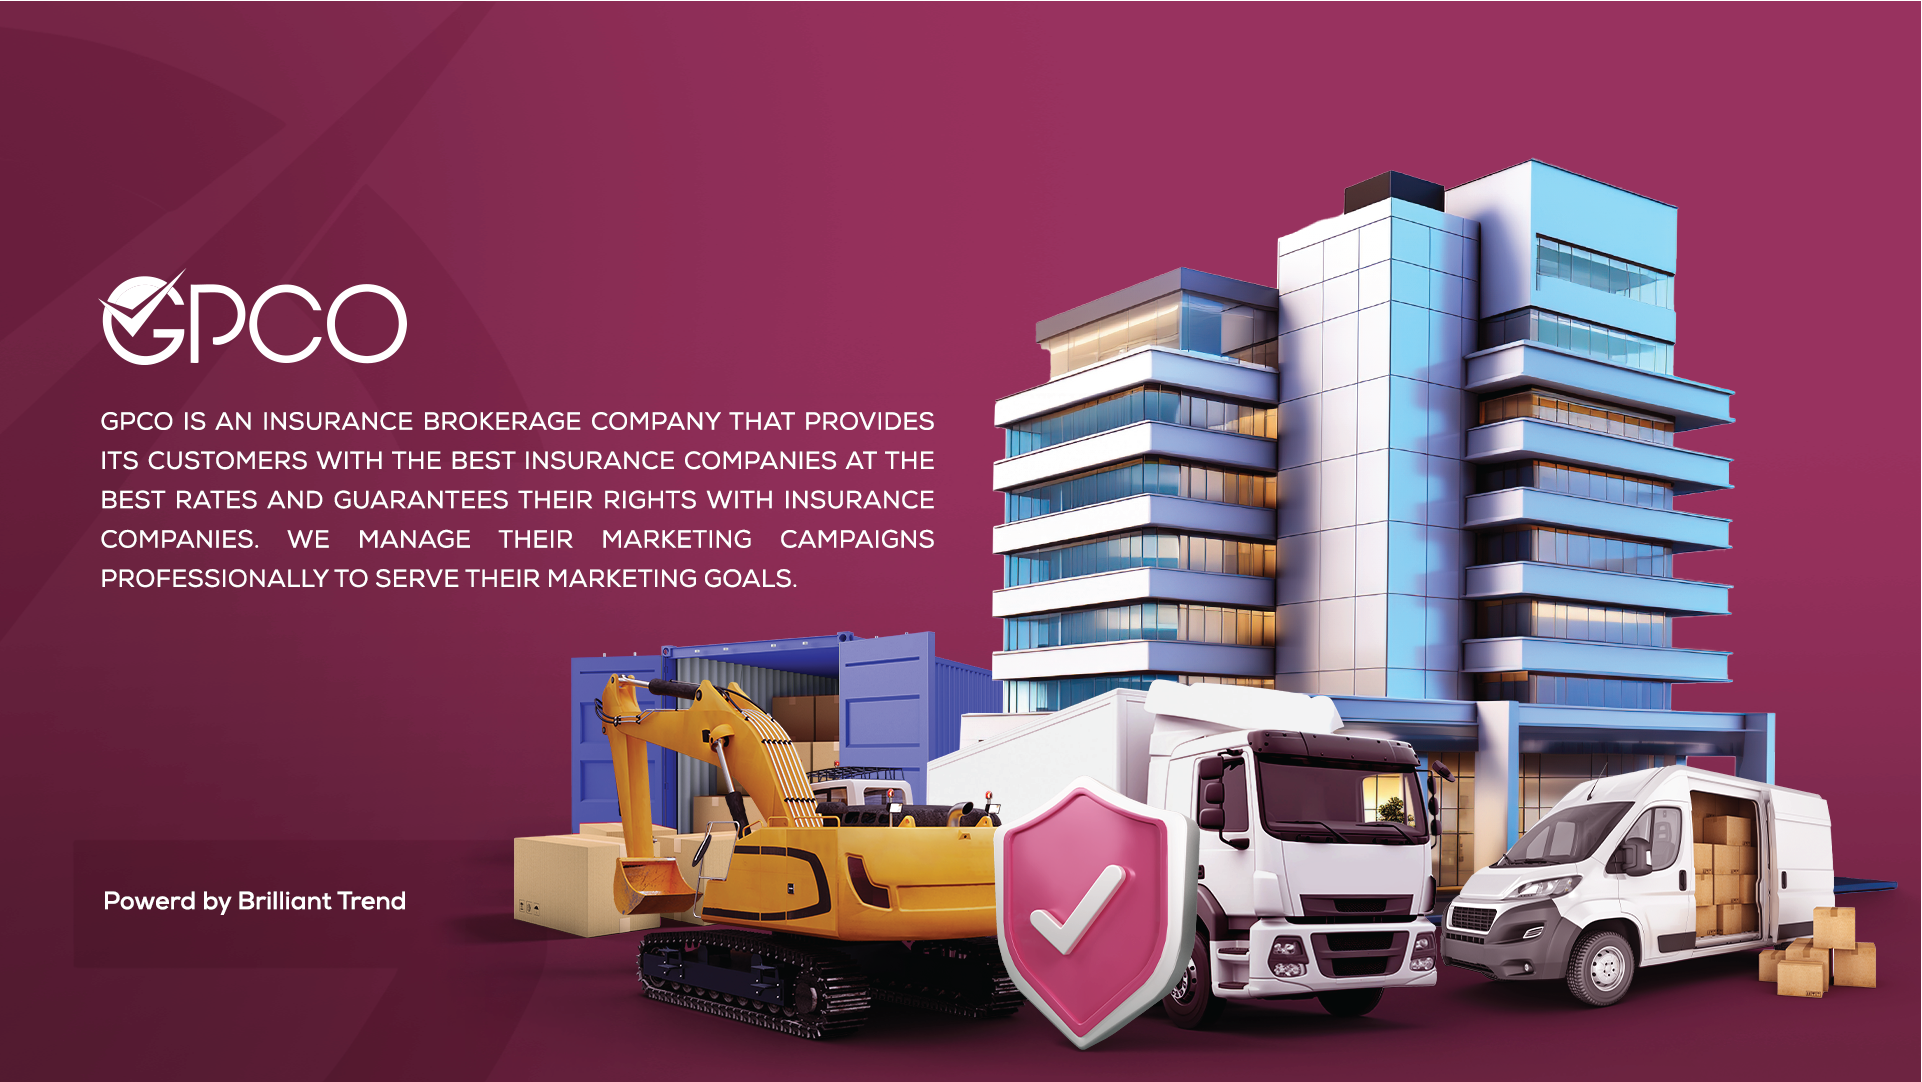 GPCO
GPCO IS AN INSURANCE BROKERAGE COMPANY THAT PROVIDES
ITS CUSTOMERS WITH THE BEST INSURANCE COMPANIES AT THE
BEST RATES AND GUARANTEES THEIR RIGHTS WITH INSURANCE
COMPANIES. WE MANAGE THEIR MARKETING CAMPAIGNS
PROFESSIONALLY TO SERVE THEIR MARKETING GOALS.
Powerd by Brilliant Trend